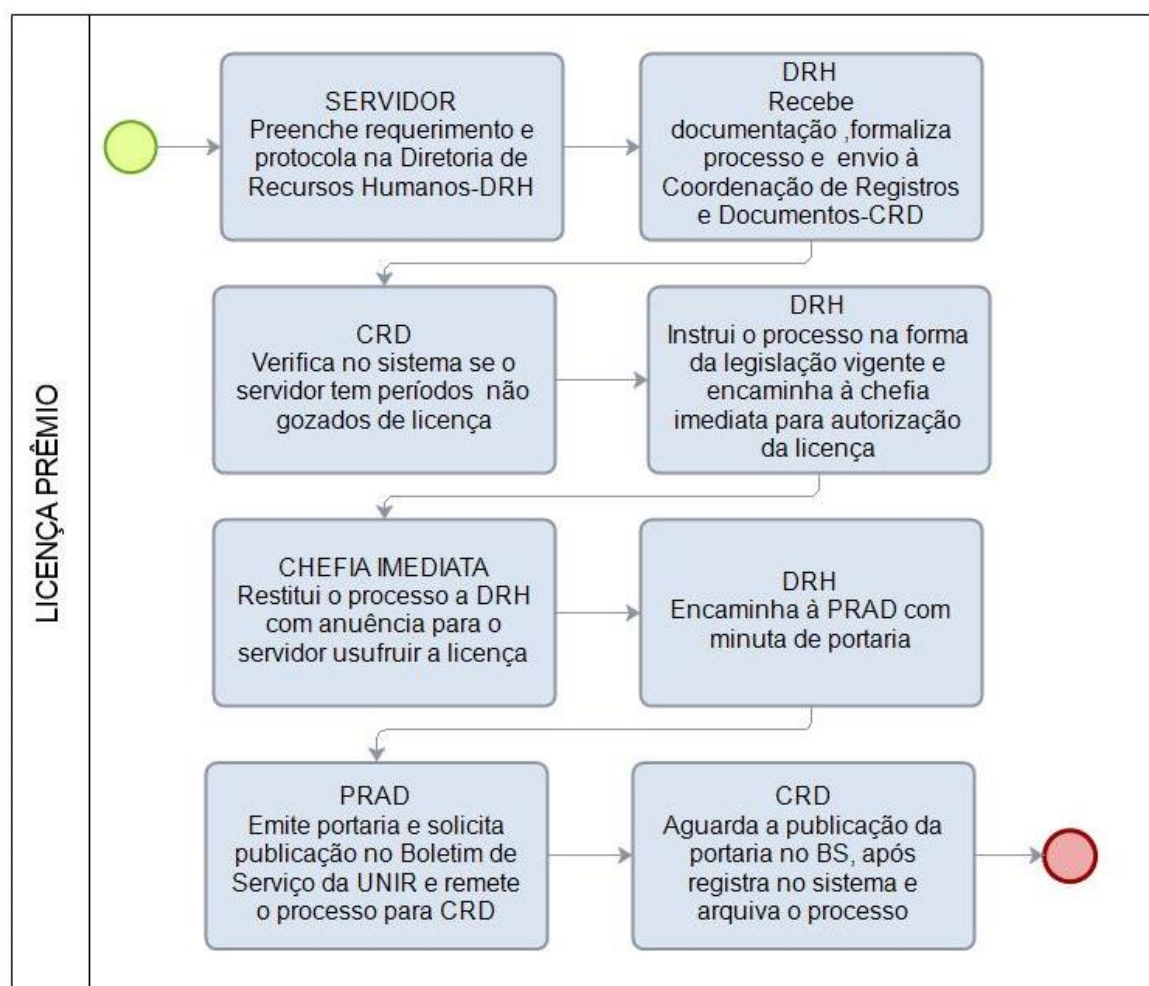 LICENÇA PRÊMIO
SERVIDOR
Preenche requerimento e
protocola na Diretoria de
Recursos Humanos-DRH
DRH
Recebe
documentação ,formaliza
processo e envio à
Coordenação de Registros
e Documentos-CRD
CRD
Verifica no sistema se o
servidor tem períodos não
gozados de licença
DRH
Instrui o processo na forma
da legislação vigente e
encaminha à chefia
imediata para autorização
da licença
CHEFIA IMEDIATA
Restitui o processo a DRH
com anuência para o
servidor usufruir a licença
DRH
Encaminha à PRAD com
minuta de portaria
PRAD
Emite portaria e solicita
publicação no Boletim de
Serviço da UNIR e remete
o processo para CRD
CRD
Aguarda a publicação da
portaria no BS, após
registra no sistema e
arquiva o processo